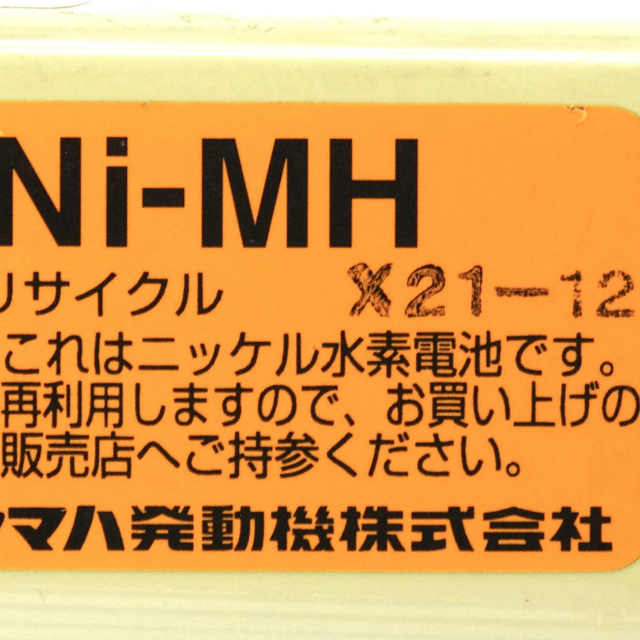 Ni-MH
リサイクル X21-12
これはニッケル水素電池です。
再利用しますので、お買い上げの
販売店へご持参ください。
ヤマハ発動機株式会社